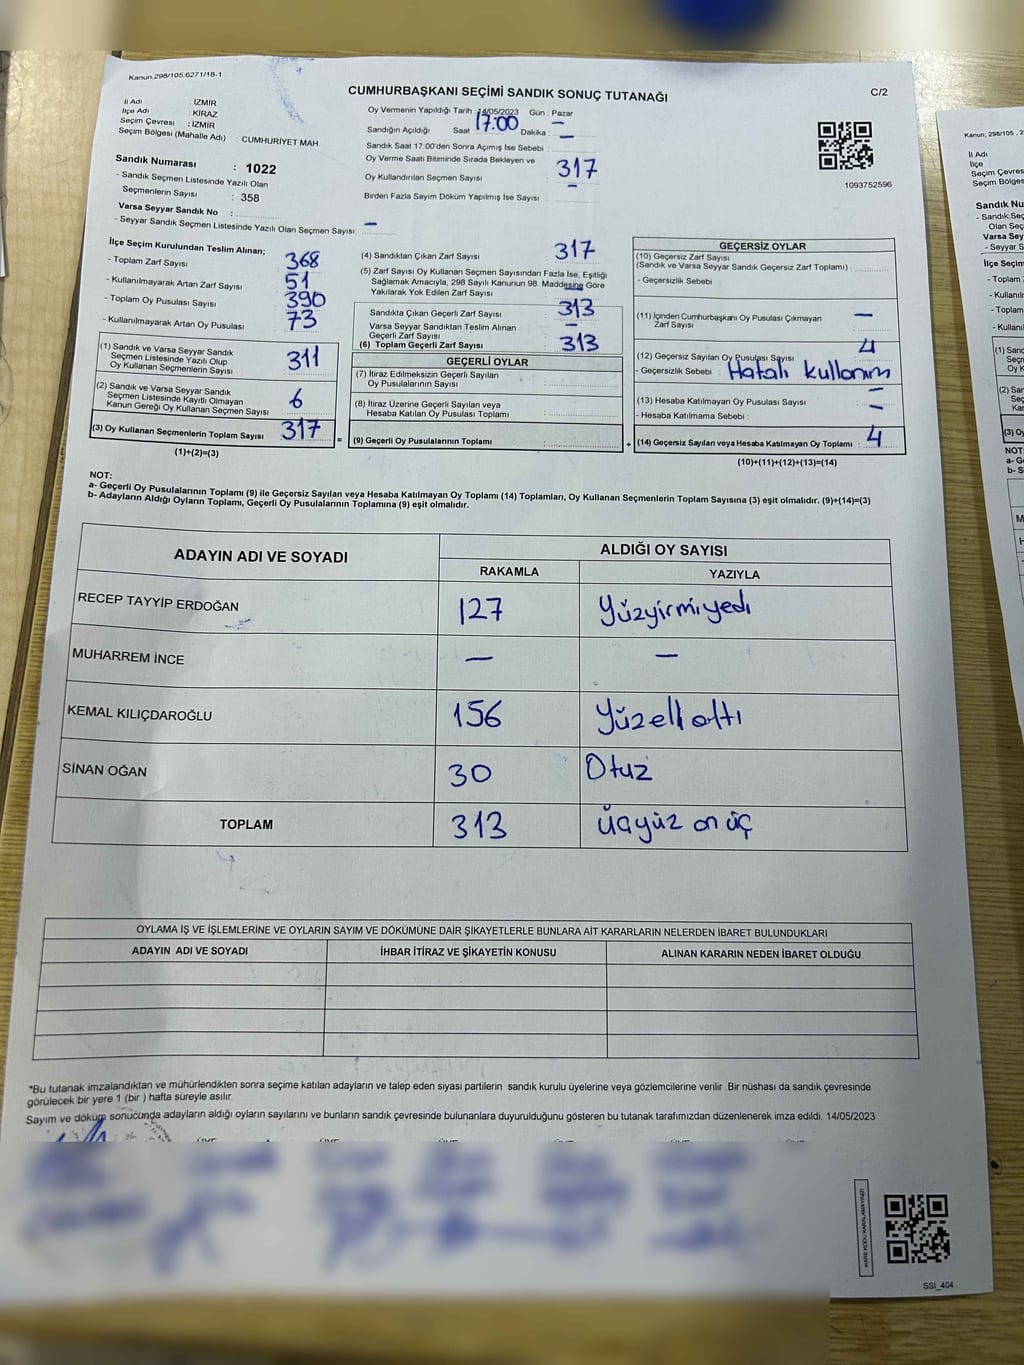 Kanun.298/105,6271/18-1
CUMHURBAŞKANI SEÇİMİ SANDIK SONUÇ TUTANAĞI
C/2
İl Adı : İZMİR
İlçe Adı : KİRAZ
Seçim Çevresi : İZMİR
Seçim Bölgesi (Mahalle Adı) : CUMHURİYET MAH
Sandık Numarası : 1022
- Sandık Seçmen Listesinde Yazılı Olan
Seçmenlerin Sayısı : 358
Varsa Seyyar Sandık No :
- Seyyar Sandık Seçmen Listesinde Yazılı Olan Seçmen Sayısı: –
Oy Vermenin Yapıldığı Tarih : 14/05/2023 Gün : Pazar
Sandığın Açıldığı Saat 17:00 Dakika : –
Sandık Saat 17.00'den Sonra Açımış İse Sebebi : –
Oy Verme Saati Bitiminde Sırada Bekleyen ve
Oy Kullandırılan Seçmen Sayısı : 317
Birden Fazla Sayım Döküm Yapılmış İse Sayısı : –
1093752596
İlçe Seçim Kurulundan Teslim Alınan;
- Toplam Zarf Sayısı : 368
- Kullanılmayarak Artan Zarf Sayısı : 51
- Toplam Oy Pusulası Sayısı : 390
- Kullanılmayarak Artan Oy Pusulası : 73
(1) Sandık ve Varsa Seyyar Sandık
Seçmen Listesinde Yazılı Olup
Oy Kullanan Seçmenlerin Sayısı : 311
(2) Sandık ve Varsa Seyyar Sandık
Seçmen Listesinde Kayıtlı Olmayan
Kanun Gereği Oy Kullanan Seçmen Sayısı : 6
(3) Oy Kullanan Seçmenlerin Toplam Sayısı : 317
(1)+(2)=(3)
=
(4) Sandıktan Çıkan Zarf Sayısı : 317
(5) Zarf Sayısı Oy Kullanan Seçmen Sayısından Fazla İse, Eşitliği
Sağlamak Amacıyla, 298 Sayılı Kanunun 98. Maddesine Göre
Yakılarak Yok Edilen Zarf Sayısı : –
Sandıkta Çıkan Geçerli Zarf Sayısı : 313
Varsa Seyyar Sandıktan Teslim Alınan
Geçerli Zarf Sayısı : –
(6) Toplam Geçerli Zarf Sayısı : 313
GEÇERLİ OYLAR
(7) İtiraz Edilmeksizin Geçerli Sayılan
Oy Pusulalarının Sayısı :
(8) İtiraz Üzerine Geçerli Sayılan veya
Hesaba Katılan Oy Pusulası Toplamı :
(9) Geçerli Oy Pusulalarının Toplamı :
+
GEÇERSİZ OYLAR
(10) Geçersiz Zarf Sayısı
(Sandık ve Varsa Seyyar Sandık Geçersiz Zarf Toplamı) :
- Geçersizlik Sebebi :
(11) İçinden Cumhurbaşkanı Oy Pusulası Çıkmayan
Zarf Sayısı : –
(12) Geçersiz Sayılan Oy Pusulası Sayısı : 4
- Geçersizlik Sebebi : Hatalı kullanım
(13) Hesaba Katılmayan Oy Pusulası Sayısı : –
- Hesaba Katılmama Sebebi : –
(14) Geçersiz Sayılan veya Hesaba Katılmayan Oy Toplamı : 4
(10)+(11)+(12)+(13)=(14)
NOT:
a- Geçerli Oy Pusulalarının Toplamı (9) ile Geçersiz Sayılan veya Hesaba Katılmayan Oy Toplamı (14) Toplamları, Oy Kullanan Seçmenlerin Toplam Sayısına (3) eşit olmalıdır. (9)+(14)=(3)
b- Adayların Aldığı Oyların Toplamı, Geçerli Oy Pusulalarının Toplamına (9) eşit olmalıdır.
ADAYIN ADI VE SOYADI ALDIĞI OY SAYISI
RAKAMLA YAZIYLA
RECEP TAYYİP ERDOĞAN 127 Yüzyirmiyedi
MUHARREM İNCE – –
KEMAL KILIÇDAROĞLU 156 Yüzellialtı
SİNAN OĞAN 30 Otuz
TOPLAM 313 üçyüz on üç
OYLAMA İŞ VE İŞLEMLERİNE VE OYLARIN SAYIM VE DÖKÜMÜNE DAİR ŞİKAYETLERLE BUNLARA AİT KARARLARIN NELERDEN İBARET BULUNDUKLARI
ADAYIN ADI VE SOYADI İHBAR İTİRAZ VE ŞİKAYETİN KONUSU ALINAN KARARIN NEDEN İBARET OLDUĞU
*Bu tutanak imzalandıktan ve mühürlendikten sonra seçime katılan adayların ve talep eden siyasi partilerin sandık kurulu üyelerine veya gözlemcilerine verilir .Bir nüshası da sandık çevresinde
görülecek bir yere 1 (bir ) hafta süreyle asılır.
Sayım ve döküm sonucunda adayların aldığı oyların sayılarını ve bunların sandık çevresinde bulunanlara duyurulduğunu gösteren bu tutanak tarafımızdan düzenlenerek imza edildi. 14/05/2023
SSI_404